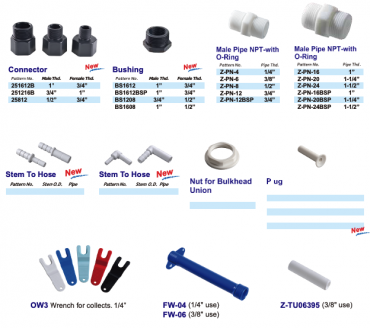 New
Connector
Pattern No. Male Thd. Female Thd.
251612B 1" 3/4"
251216B 3/4" 1"
25812 1/2" 3/4"
Bushing
Pattern No. Male Thd. Female Thd.
BS1612 1" 3/4"
BS1612BSP 1" 3/4"
BS1208 3/4" 1/2"
BS1608 1" 1/2"
Male Pipe NPT-with
O-Ring
Pattern No. Pipe
Z-PN-4 1/4"
Z-PN-6 3/8"
Z-PN-8 1/2"
Z-PN-12 3/4"
Z-PN-12BSP 3/4"
Male Pipe NPT-with
O-Ring
Pattern No. Pipe
Z-PN-16 1"
Z-PN-20 1-1/4"
Z-PN-24 1-1/2"
Z-PN-16BSP 1"
Z-PN-20BSP 1-1/4"
Z-PN-24BSP 1-1/2"
New
Stem To Hose
Pattern No. Stem O.D. Pipe
New
Stem To Hose
Pattern No. Stem O.D. Pipe
New
Nut for Bulkhead
Union
P ug
New
OW3 Wrench for collects. 1/4"
FW-04 (1/4" use)
FW-06 (3/8" use)
Z-TU06395 (3/8" use)